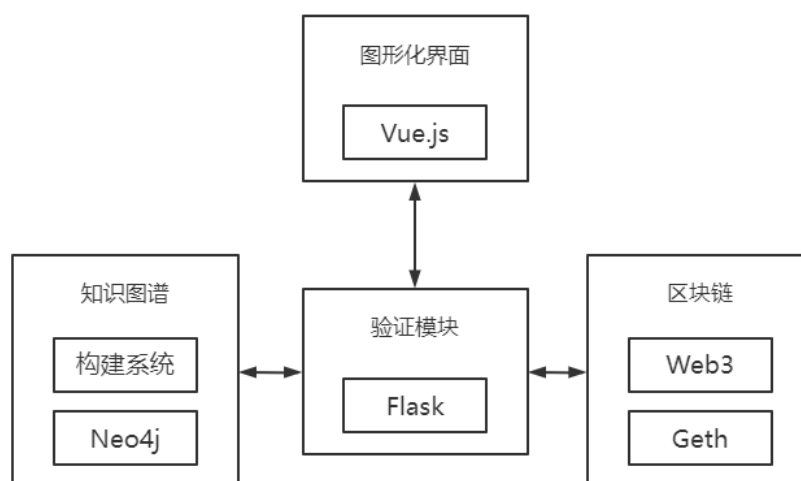 图形化界面
Vue.js
知识图谱
构建系统
Neo4j
验证模块
Flask
区块链
Web3
Geth